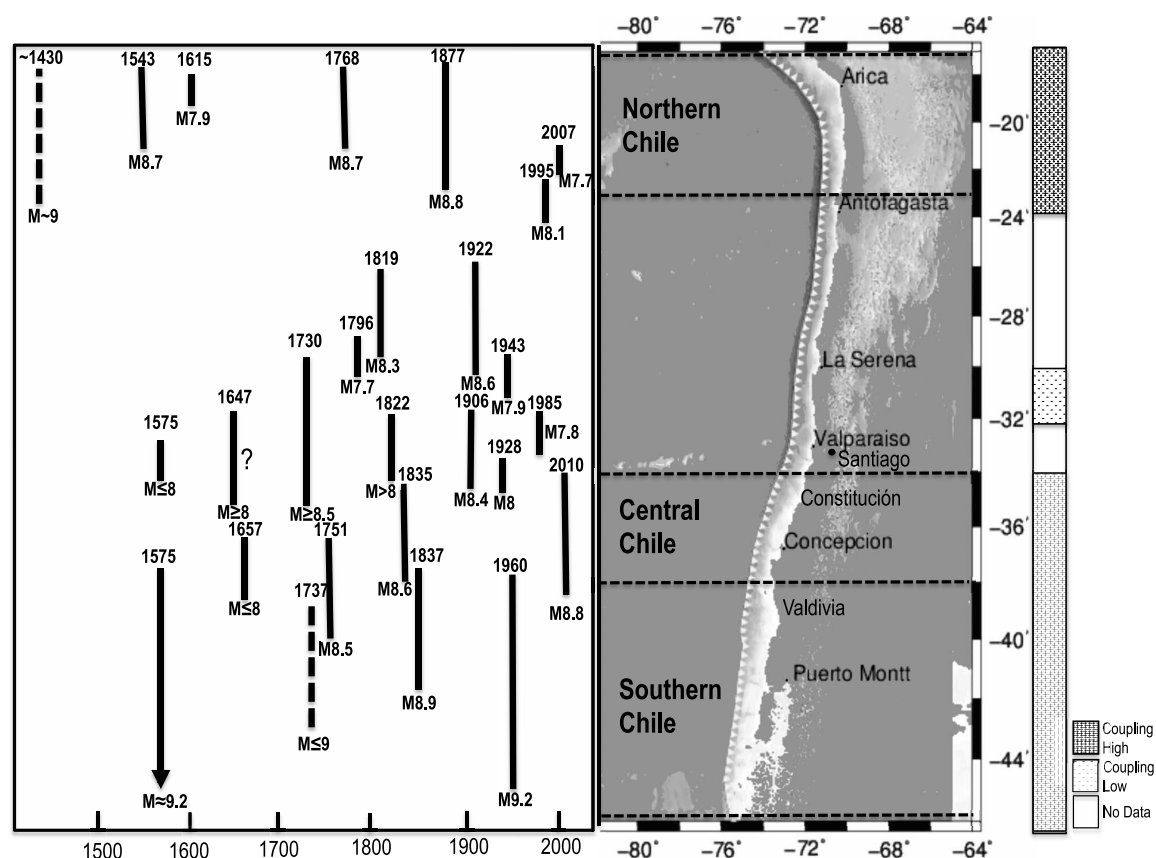 −80° −76° −72° −68° −64°
~1430
1543
1615
1768
1877
M7.9
M8.7
M8.7
M8.8
M~9
2007
1995
M7.7
M8.1
1922
1819
1796
1730
M8.3
M7.7
1943
M8.6
1647
1906
M7.9
1985
1575
1822
M7.8
?
1928
2010
M≤8
1835
M>8
M8.4
M8
M≥8
M≥8.5
1657
1751
1575
1837
1960
M8.6
M≤8
1737
M8.8
M8.5
M8.9
M≤9
M≈9.2
M9.2
1500 1600 1700 1800 1900 2000
Northern
Chile
Arica
Antofagasta
La Serena
Valparaiso
Santiago
Central
Chile
Constitución
Concepcion
Valdivia
Southern
Chile
Puerto Montt
−20°
−24°
−28°
−32°
−36°
−40°
−44°
−80° −76° −72° −68° −64°
Coupling
High
Coupling
Low
No Data